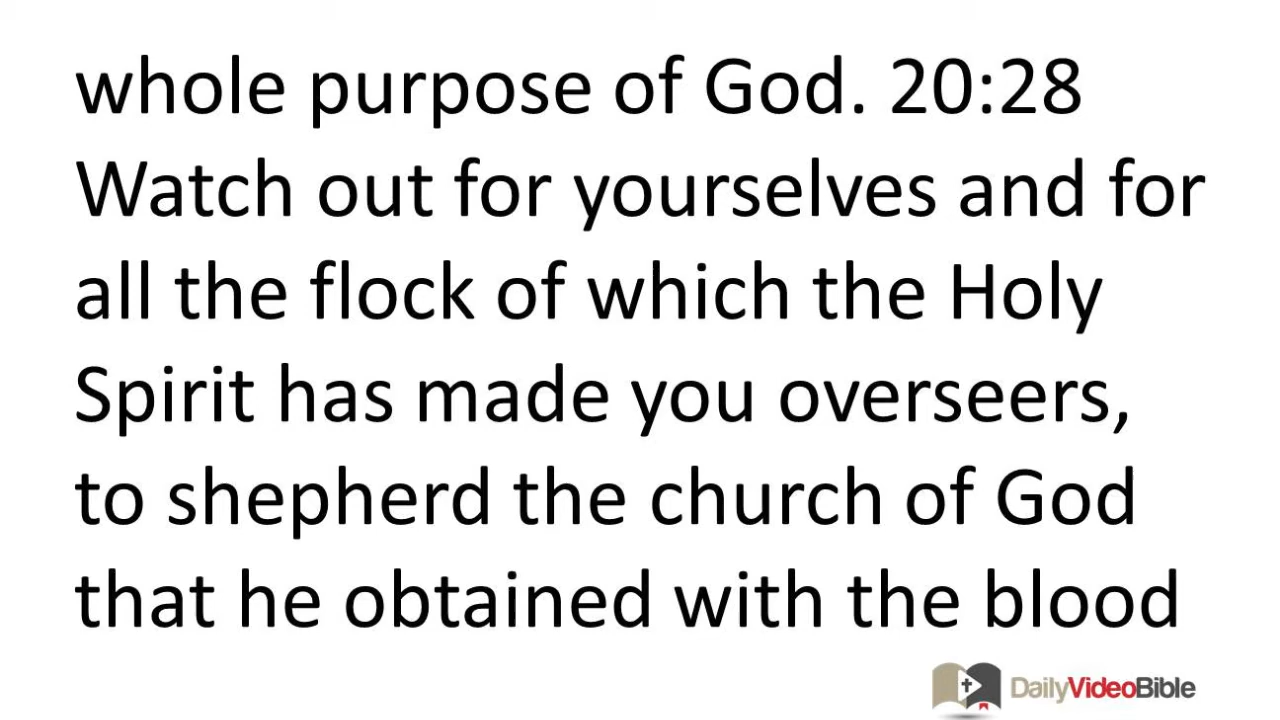 whole purpose of God. 20:28
Watch out for yourselves and for
all the flock of which the Holy
Spirit has made you overseers,
to shepherd the church of God
that he obtained with the blood
DailyVideoBible